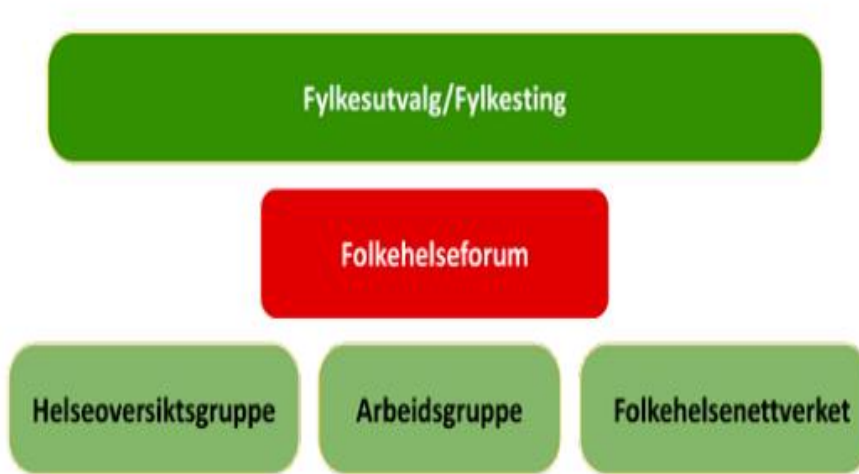 Fylkesutvalg/Fylkesting
Folkehelseforum
Helseoversiktsgruppe
Arbeidsgruppe
Folkehelsenettverket